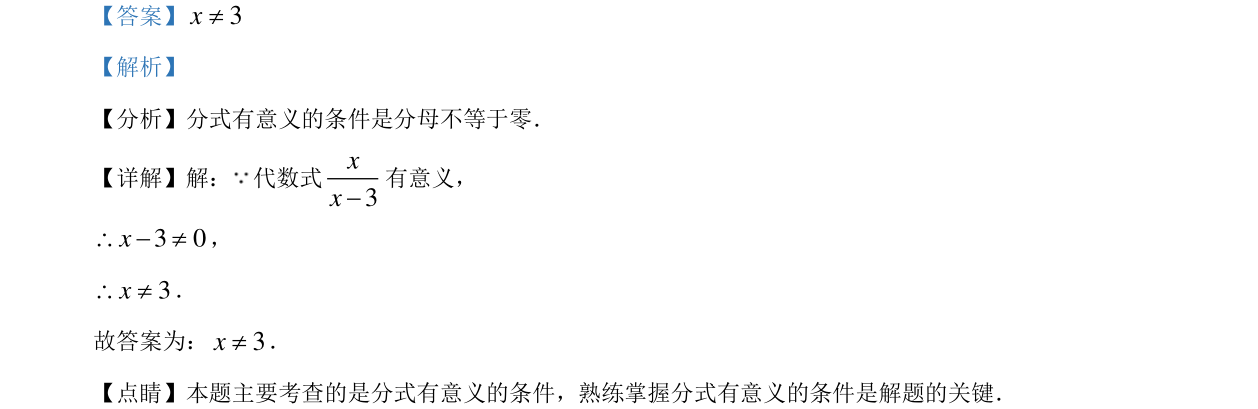 【答案】x ≠ 3
【解析】
【分析】分式有意义的条件是分母不等于零．
【详解】解：∵代数式 \frac{x}{x-3} 有意义，
∴x−3≠0，
∴x≠3．
故答案为：x≠3．
【点睛】本题主要考查的是分式有意义的条件，熟练掌握分式有意义的条件是解题的关键．